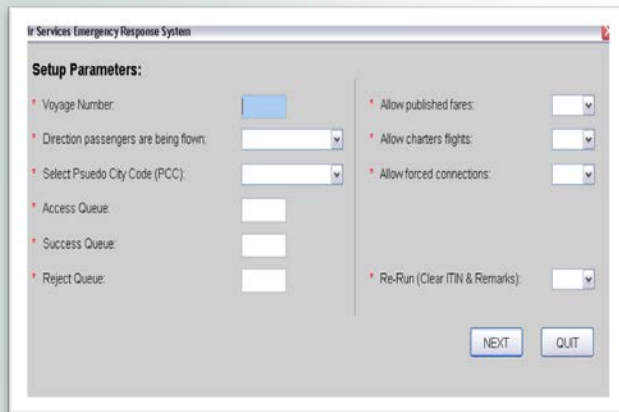 ir Services Emergency Response System
Setup Parameters:
* Voyage Number:
* Direction passengers are being flown:
* Select Psuedo City Code (PCC):
* Access Queue:
* Success Queue:
* Reject Queue:
* Allow published fares:
* Allow charters flights:
* Allow forced connections:
* Re-Run (Clear ITIN & Remarks):
NEXT QUIT